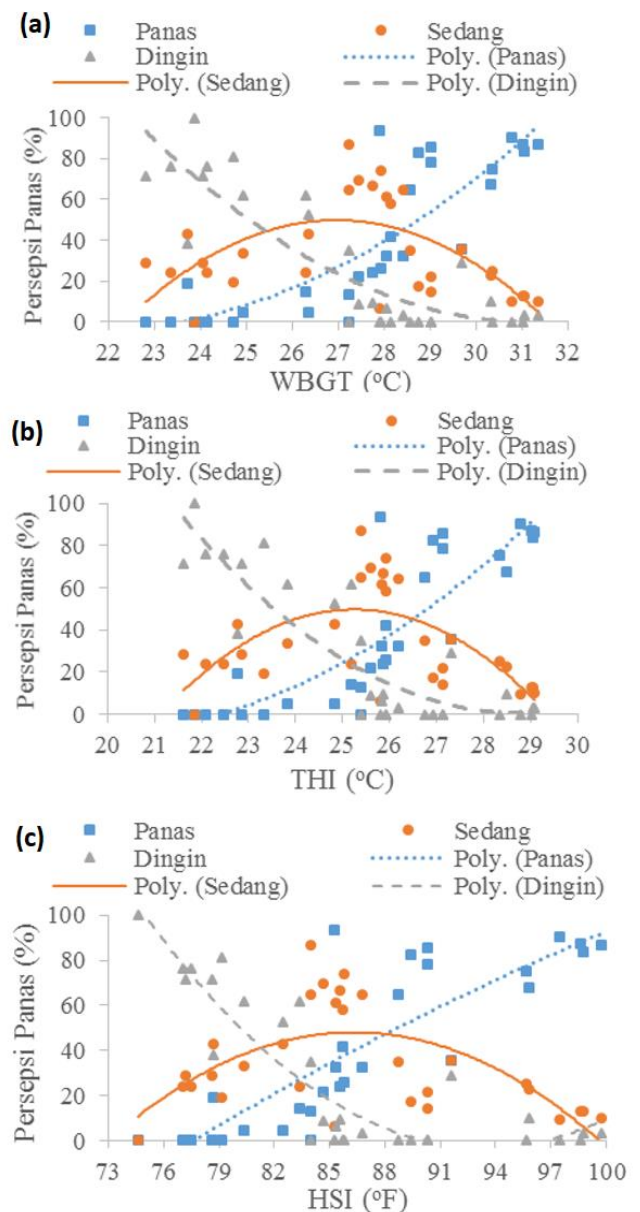 (a)
Panas Sedang
Dingin Poly. (Panas)
Poly. (Sedang) Poly. (Dingin)
100
80
60
40
20
0
Persepsi Panas (%)
22 23 24 25 26 27 28 29 30 31 32
WBGT (°C)
(b)
Panas Sedang
Dingin Poly. (Panas)
Poly. (Sedang) Poly. (Dingin)
100
80
60
40
20
0
Persepsi Panas (%)
20 21 22 23 24 25 26 27 28 29 30
THI (°C)
(c)
Panas Sedang
Dingin Poly. (Panas)
Poly. (Sedang) Poly. (Dingin)
100
80
60
40
20
0
Persepsi Panas (%)
73 76 79 82 85 88 91 94 97 100
HSI (°F)